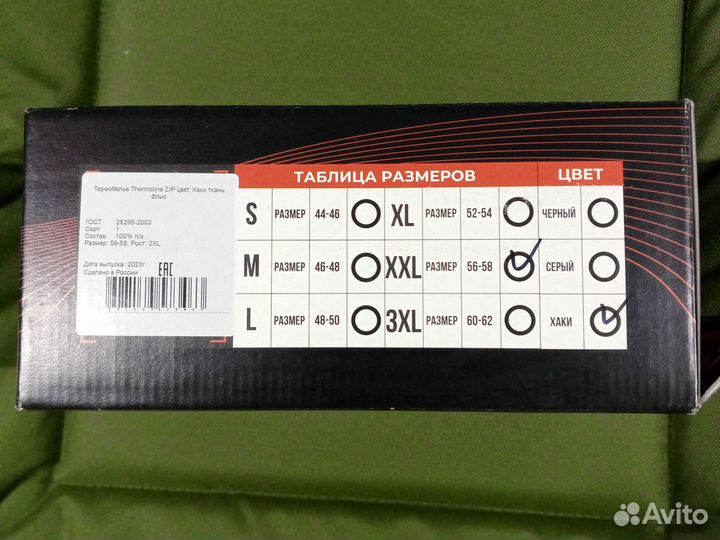 Термобелье Thermoline ZIP цвет Хаки ткань
Флис
ГОСТ 25295-2003
Сорт: 1
Состав 100% п/э
Размер: 56-58, Рост: 2XL
Дата выпуска: 2023г
Сделано в России
EAC
ТАБЛИЦА РАЗМЕРОВ ЦВЕТ
S РАЗМЕР 44-46 XL РАЗМЕР 52-54 ЧЕРНЫЙ
M РАЗМЕР 46-48 XXL РАЗМЕР 56-58 СЕРЫЙ
L РАЗМЕР 48-50 3XL РАЗМЕР 60-62 ХАКИ
Avito